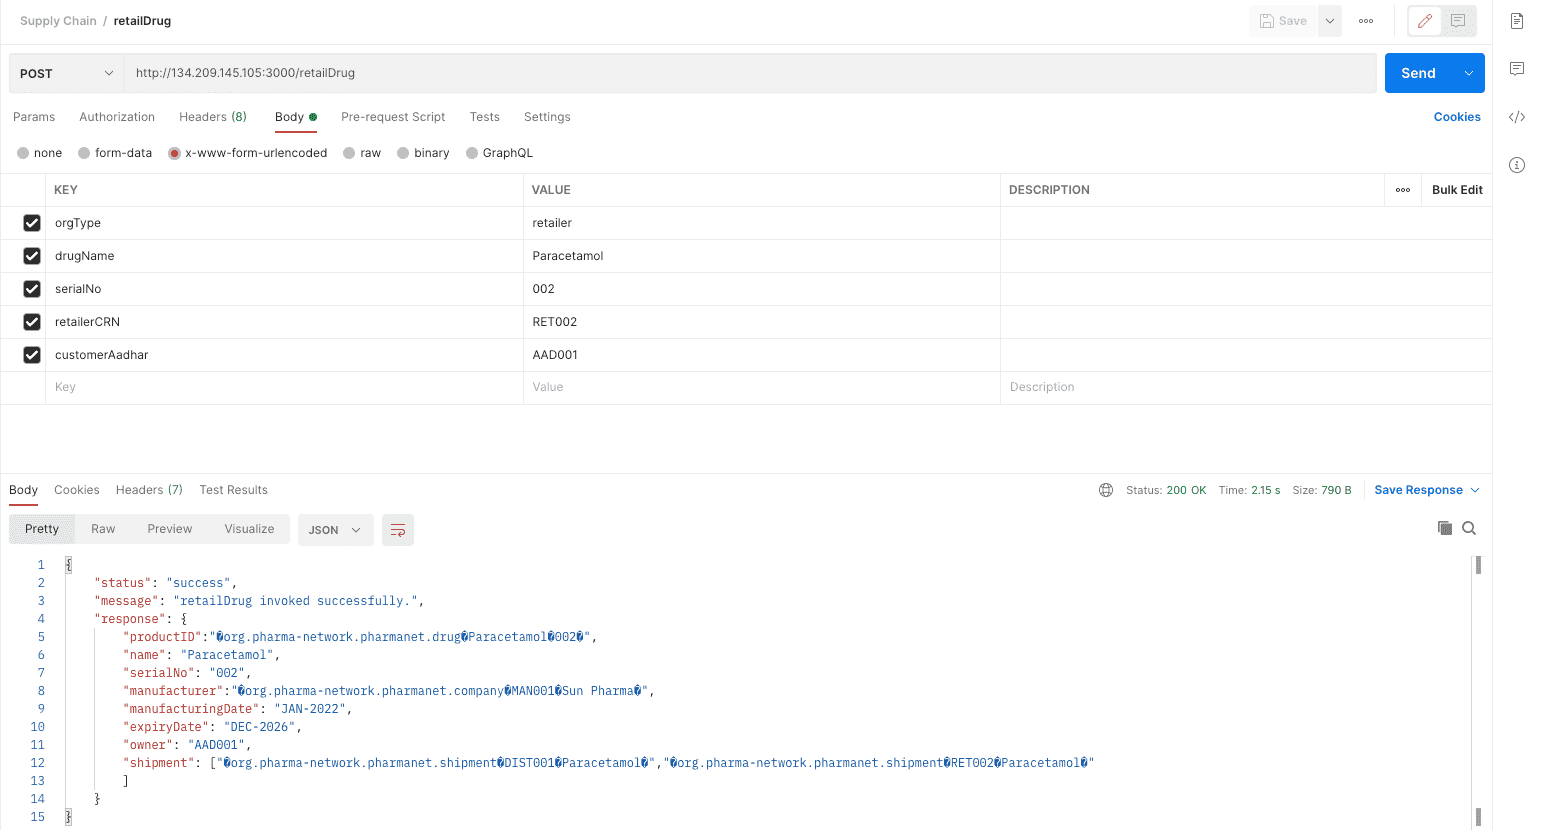 Supply Chain / retailDrug
Save
POST http://134.209.145.105:3000/retailDrug Send
Params Authorization Headers (8) Body Pre-request Script Tests Settings Cookies
none form-data x-www-form-urlencoded raw binary GraphQL
KEY VALUE DESCRIPTION Bulk Edit
orgType retailer
drugName Paracetamol
serialNo 002
retailerCRN RET002
customerAadhar AAD001
Key Value Description
Body Cookies Headers (7) Test Results Status: 200 OK Time: 2.15 s Size: 790 B Save Response
Pretty Raw Preview Visualize JSON
1 {
2 "status": "success",
3 "message": "retailDrug invoked successfully.",
4 "response": {
5 "productID":"�org.pharma-network.pharmanet.drug�Paracetamol�002�",
6 "name": "Paracetamol",
7 "serialNo": "002",
8 "manufacturer":"�org.pharma-network.pharmanet.company�MAN001�Sun Pharma�",
9 "manufacturingDate": "JAN-2022",
10 "expiryDate": "DEC-2026",
11 "owner": "AAD001",
12 "shipment": ["�org.pharma-network.pharmanet.shipment�DIST001�Paracetamol�","�org.pharma-network.pharmanet.shipment�RET002�Paracetamol�"
13 ]
14 }
15 }